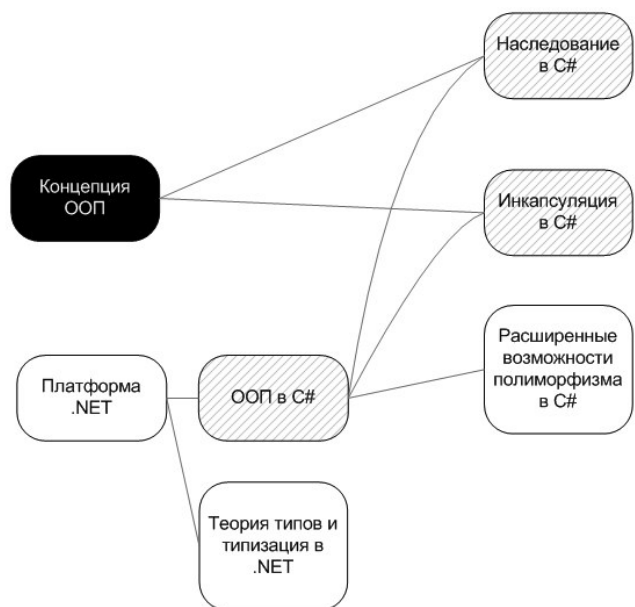 Наследование
в C#
Концепция
ООП
Инкапсуляция
в C#
Расширенные
возможности
полиморфизма
в C#
Платформа
.NET
ООП в C#
Теория типов и
типизация в
.NET